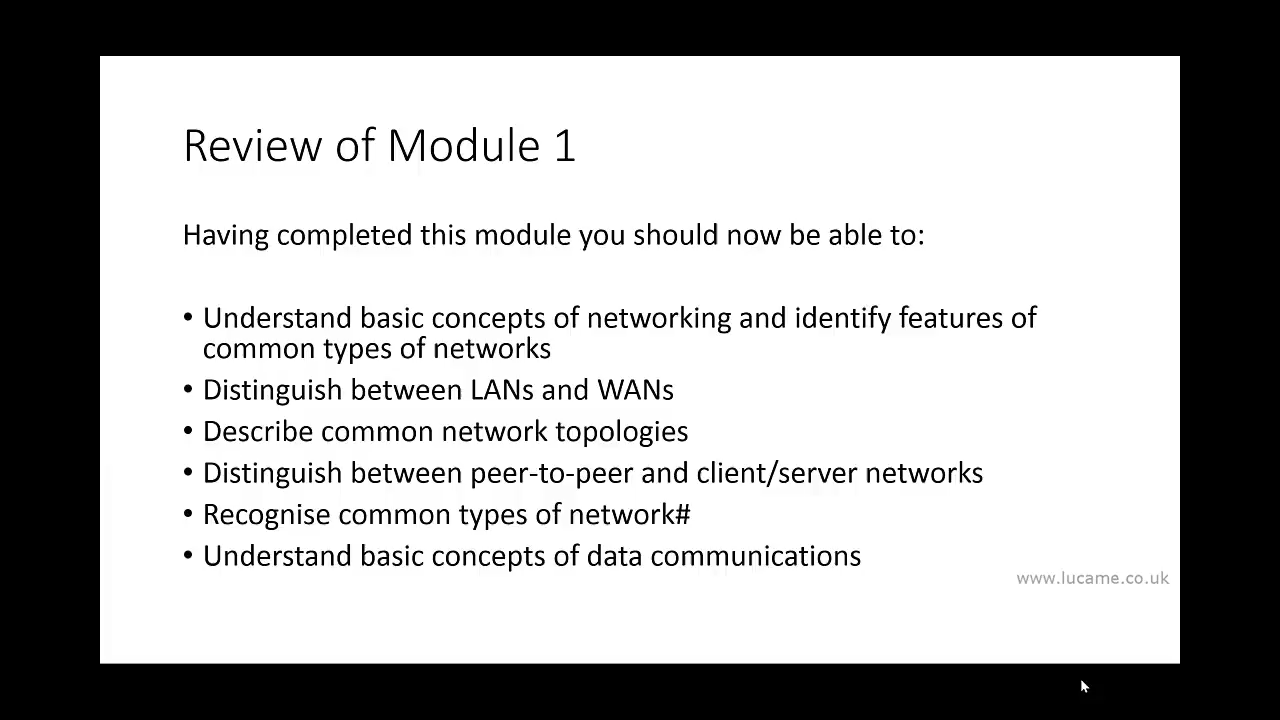 Review of Module 1
Having completed this module you should now be able to:
• Understand basic concepts of networking and identify features of
common types of networks
• Distinguish between LANs and WANs
• Describe common network topologies
• Distinguish between peer-to-peer and client/server networks
• Recognise common types of network#
• Understand basic concepts of data communications
www.lucame.co.uk